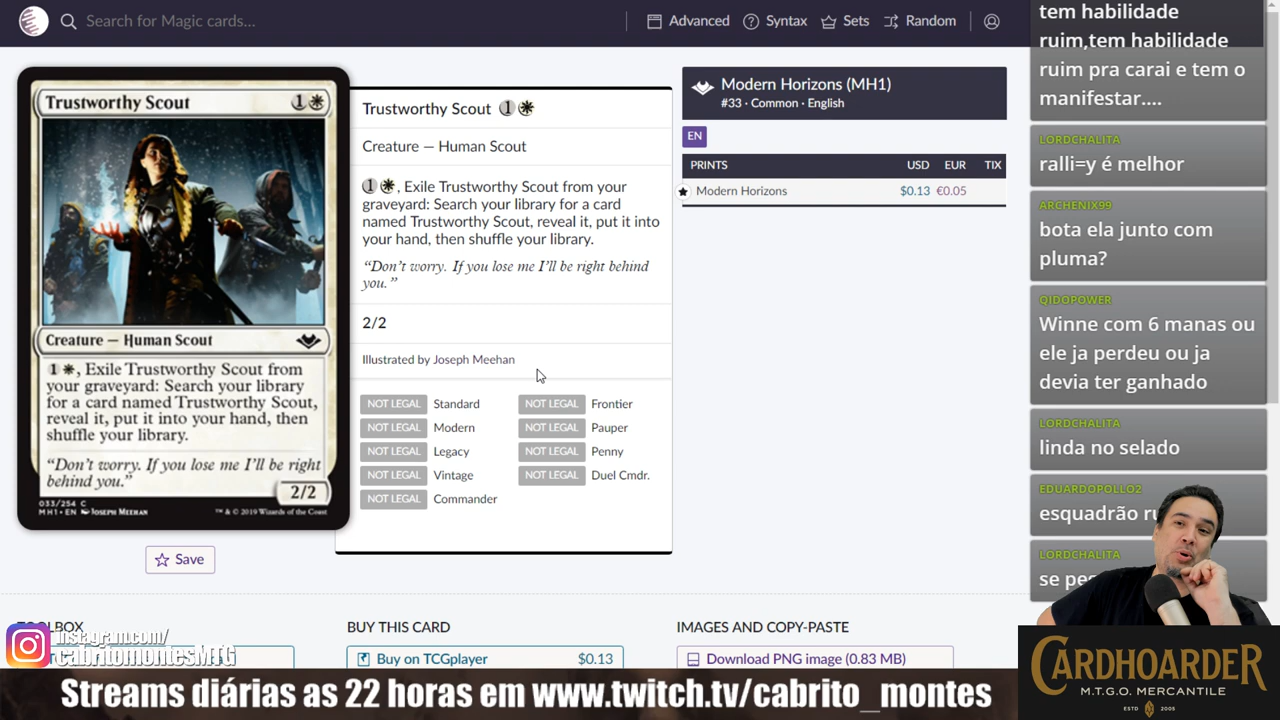 Search for Magic cards...
Advanced
Syntax
Sets
Random
Trustworthy Scout 1
Creature — Human Scout
1 , Exile Trustworthy Scout from
your graveyard: Search your library
for a card named Trustworthy Scout,
reveal it, put it into your hand, then
shuffle your library.
“Don't worry. If you lose me I'll be right
behind you.”
2/2
033/254 C
MH1 • EN Joseph Meehan
™ & © 2019 Wizards of the Coast
Save
Trustworthy Scout 1
Creature — Human Scout
1 , Exile Trustworthy Scout from your
graveyard: Search your library for a card
named Trustworthy Scout, reveal it, put it into
your hand, then shuffle your library.
“Don't worry. If you lose me I'll be right behind
you.”
2/2
Illustrated by Joseph Meehan
NOT LEGAL Standard NOT LEGAL Frontier
NOT LEGAL Modern NOT LEGAL Pauper
NOT LEGAL Legacy NOT LEGAL Penny
NOT LEGAL Vintage NOT LEGAL Duel Cmdr.
NOT LEGAL Commander
Modern Horizons (MH1)
#33 · Common · English
EN
PRINTS USD EUR TIX
Modern Horizons $0.13 €0.05
BUY THIS CARD
Buy on TCGplayer $0.13
IMAGES AND COPY-PASTE
Download PNG image (0.83 MB)
instagram.com/
cabritomontesMTG
Streams diárias as 22 horas em www.twitch.tv/cabrito_montes
tem habilidade
ruim,tem habilidade
ruim pra carai e tem o
manifestar....
LORDCHALITA
ralli=y é melhor
ARCHENIX99
bota ela junto com
pluma?
QIDOPOWER
Winne com 6 manas ou
ele ja perdeu ou ja
devia ter ganhado
LORDCHALITA
linda no selado
EDUARDOPOLLO2
esquadrão
LORDCHALITA
se
CARDHOARDER
M.T.G.O. MERCANTILE
ESTD 2005